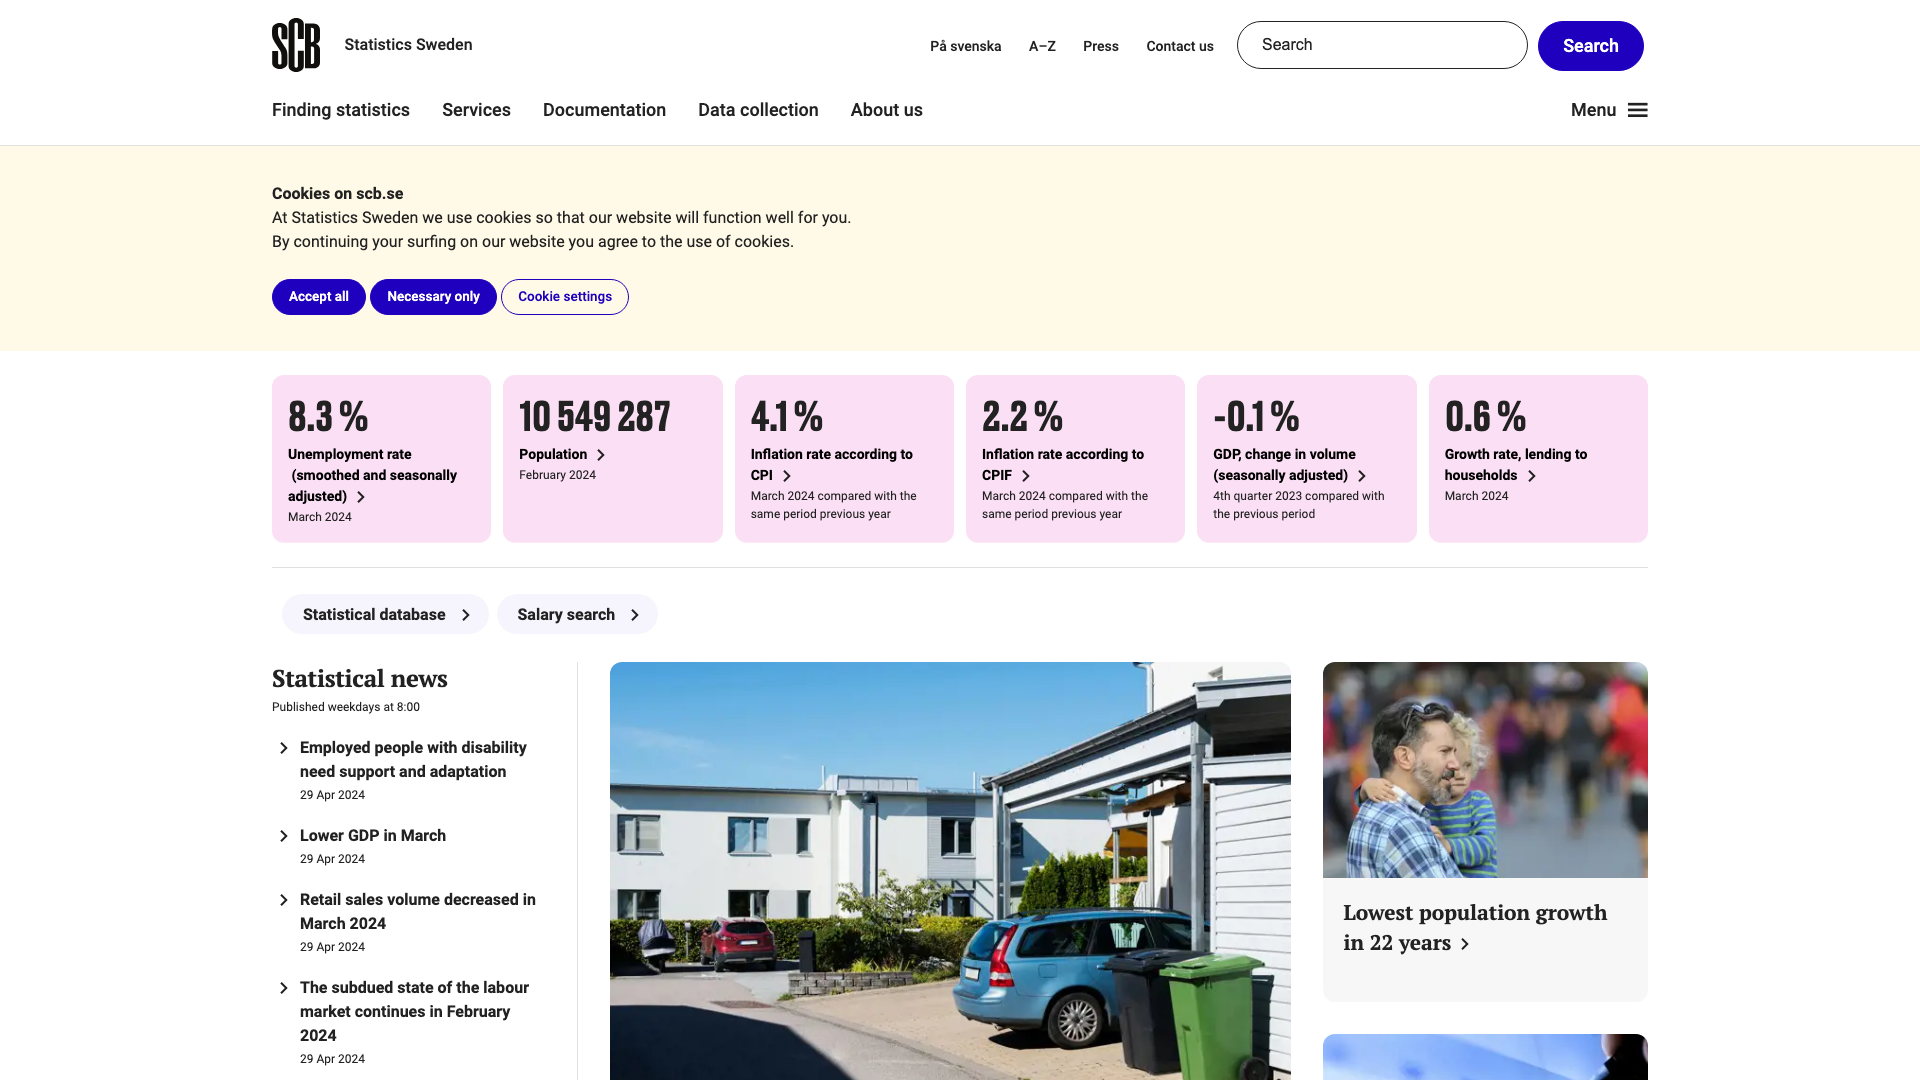 SCB
Statistics Sweden
På svenska
A–Z
Press
Contact us
Search
Search
Finding statistics
Services
Documentation
Data collection
About us
Menu
Cookies on scb.se
At Statistics Sweden we use cookies so that our website will function well for you.
By continuing your surfing on our website you agree to the use of cookies.
Accept all
Necessary only
Cookie settings
8.3 %
Unemployment rate
(smoothed and seasonally
adjusted)
March 2024
10 549 287
Population
February 2024
4.1 %
Inflation rate according to
CPI
March 2024 compared with the
same period previous year
2.2 %
Inflation rate according to
CPIF
March 2024 compared with the
same period previous year
-0.1 %
GDP, change in volume
(seasonally adjusted)
4th quarter 2023 compared with
the previous period
0.6 %
Growth rate, lending to
households
March 2024
Statistical database
Salary search
Statistical news
Published weekdays at 8:00
Employed people with disability
need support and adaptation
29 Apr 2024
Lower GDP in March
29 Apr 2024
Retail sales volume decreased in
March 2024
29 Apr 2024
The subdued state of the labour
market continues in February
2024
29 Apr 2024
Lowest population growth
in 22 years